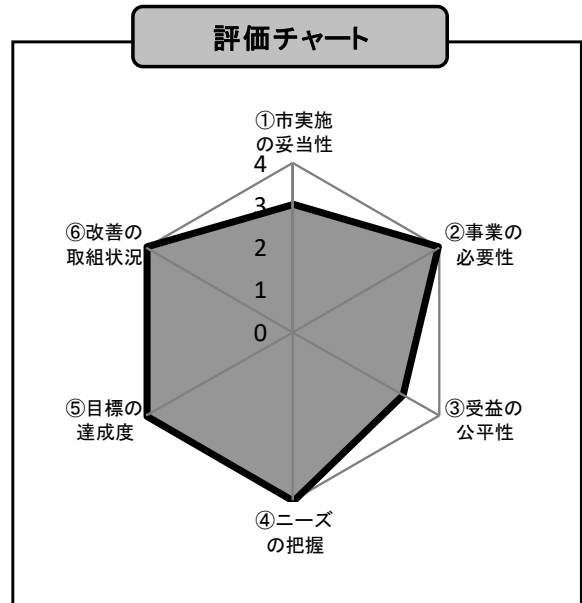 評価チャート
①市実施
の妥当性
4
3
2
1
0
②事業の
必要性
③受益の
公平性
④ニーズ
の把握
⑤目標の
達成度
⑥改善の
取組状況